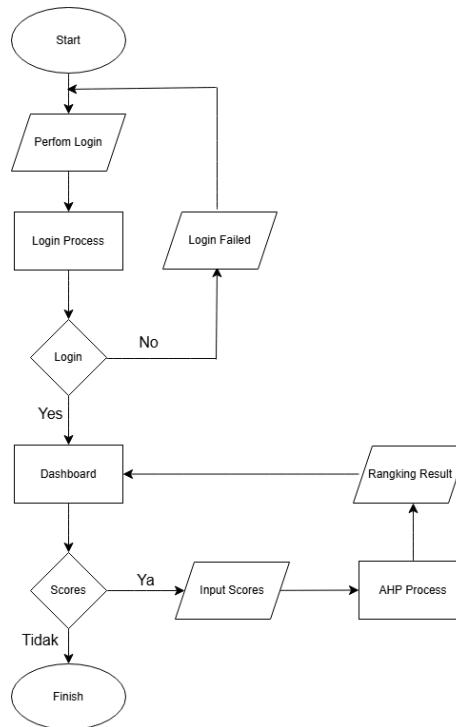 Start
Perfom Login
Login Process
Login Failed
Login
No
Yes
Dashboard
Rangking Result
Scores
Ya
Input Scores
AHP Process
Tidak
Finish